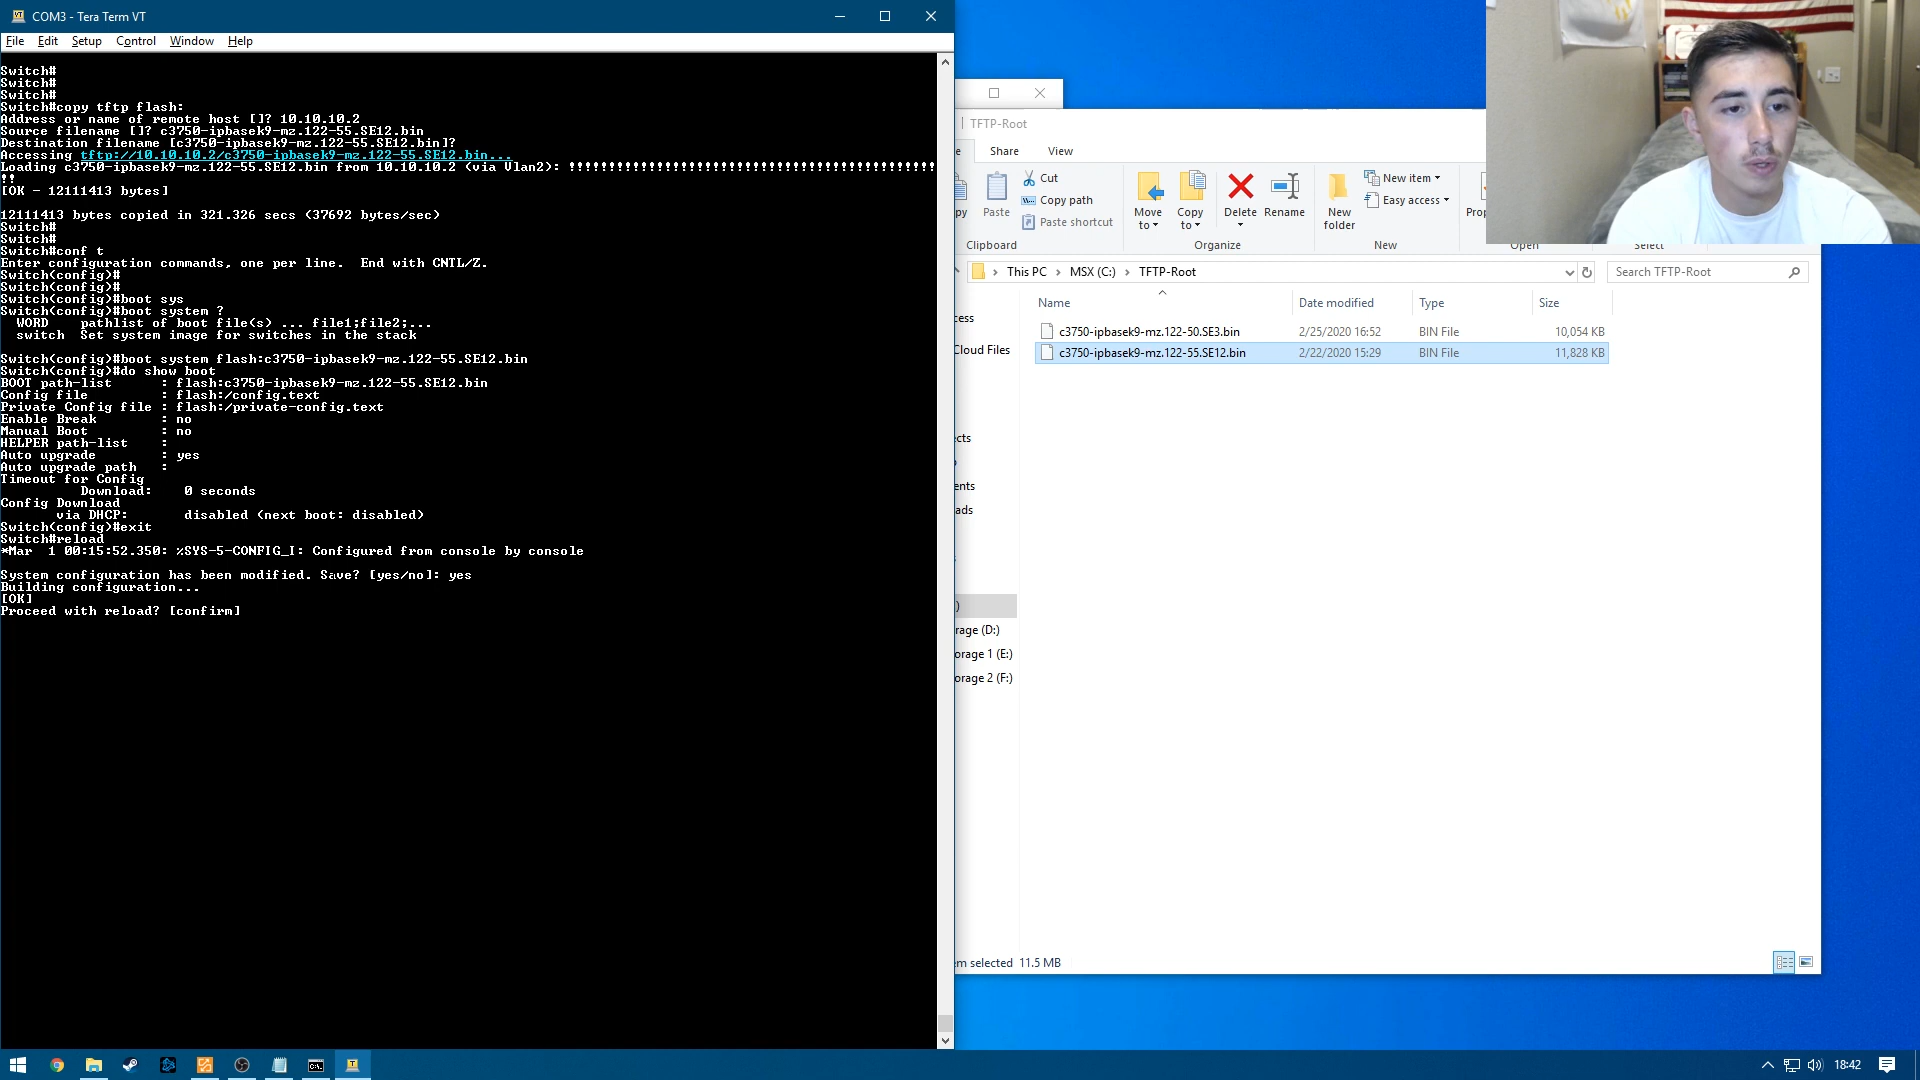 COM3 - Tera Term VT
File Edit Setup Control Window Help
Switch#
Switch#
Switch#
Switch#copy tftp flash:
Address or name of remote host []? 10.10.10.2
Source filename []? c3750-ipbasek9-mz.122-55.SE12.bin
Destination filename [c3750-ipbasek9-mz.122-55.SE12.bin]?
Accessing tftp://10.10.10.2/c3750-ipbasek9-mz.122-55.SE12.bin...
Loading c3750-ipbasek9-mz.122-55.SE12.bin from 10.10.10.2 (via Vlan2): !!!!!!!!!!!!!!!!!!!!!!!!!!!!!!!!!!!!!!!!!!!!!!
!!
[OK - 12111413 bytes]
12111413 bytes copied in 321.326 secs (37692 bytes/sec)
Switch#
Switch#
Switch#conf t
Enter configuration commands, one per line.  End with CNTL/Z.
Switch(config)#
Switch(config)#
Switch(config)#boot sys
Switch(config)#boot system ?
WORD    pathlist of boot file(s) ... file1;file2;...
switch  Set system image for switches in the stack
Switch(config)#boot system flash:c3750-ipbasek9-mz.122-55.SE12.bin
Switch(config)#do show boot
BOOT path-list      : flash:c3750-ipbasek9-mz.122-55.SE12.bin
Config file         : flash:/config.text
Private Config file : flash:/private-config.text
Enable Break        : no
Manual Boot         : no
HELPER path-list    :
Auto upgrade        : yes
Auto upgrade path   :
Timeout for Config
Download:    0 seconds
Config Download
via DHCP:       disabled (next boot: disabled)
Switch(config)#exit
Switch#reload
*Mar  1 00:15:52.350: %SYS-5-CONFIG_I: Configured from console by console
System configuration has been modified. Save? [yes/no]: yes
Building configuration...
[OK]
Proceed with reload? [confirm]
TFTP-Root
e Share View
py Paste Cut
Copy path
Paste shortcut
Move to
Copy to
Delete
Rename
New folder
New item
Easy access
Prop
Clipboard Organize New Open Select
This PC > MSX (C:) > TFTP-Root
Search TFTP-Root
Name Date modified Type Size
c3750-ipbasek9-mz.122-50.SE3.bin 2/25/2020 16:52 BIN File 10,054 KB
c3750-ipbasek9-mz.122-55.SE12.bin 2/22/2020 15:29 BIN File 11,828 KB
cess
Cloud Files
ects
ents
ads
)
rage (D:)
orage 1 (E:)
orage 2 (F:)
em selected 11.5 MB
18:42